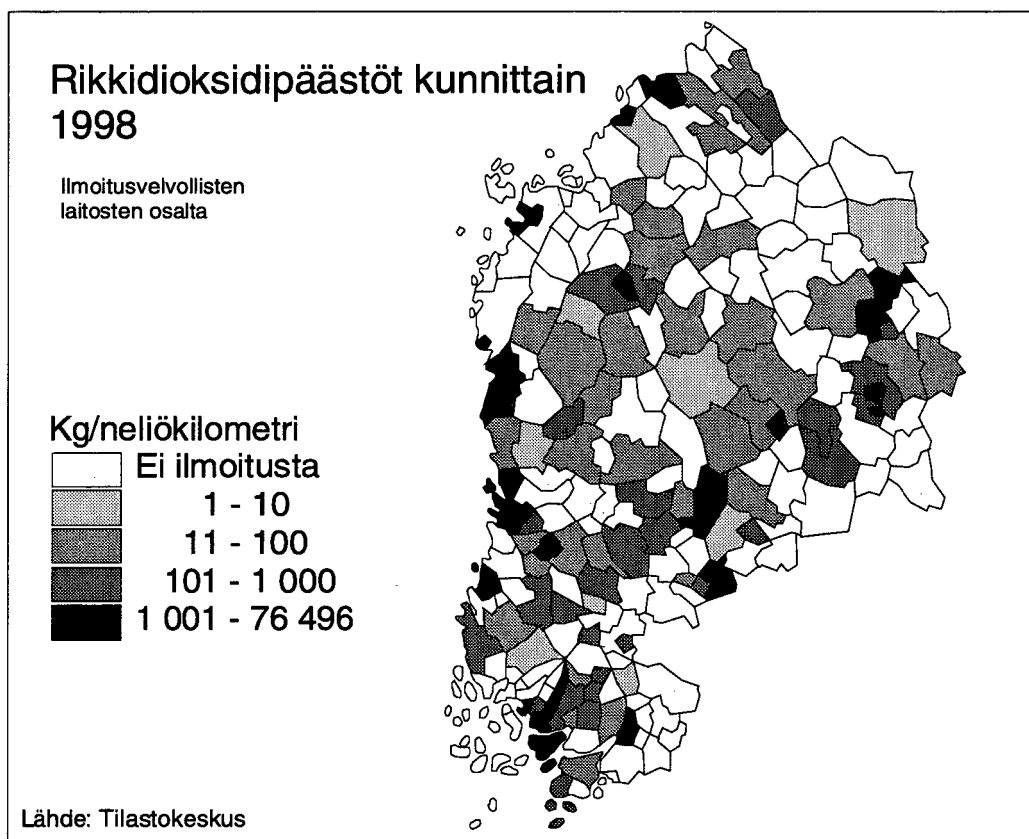 Rikkidioksidipäästöt kunnittain
1998
Ilmoitusvelvollisten
laitosten osalta
Kg/neliökilometri
Ei ilmoitusta
1 - 10
11 - 100
101 - 1 000
1 001 - 76 496
Lähde: Tilastokeskus